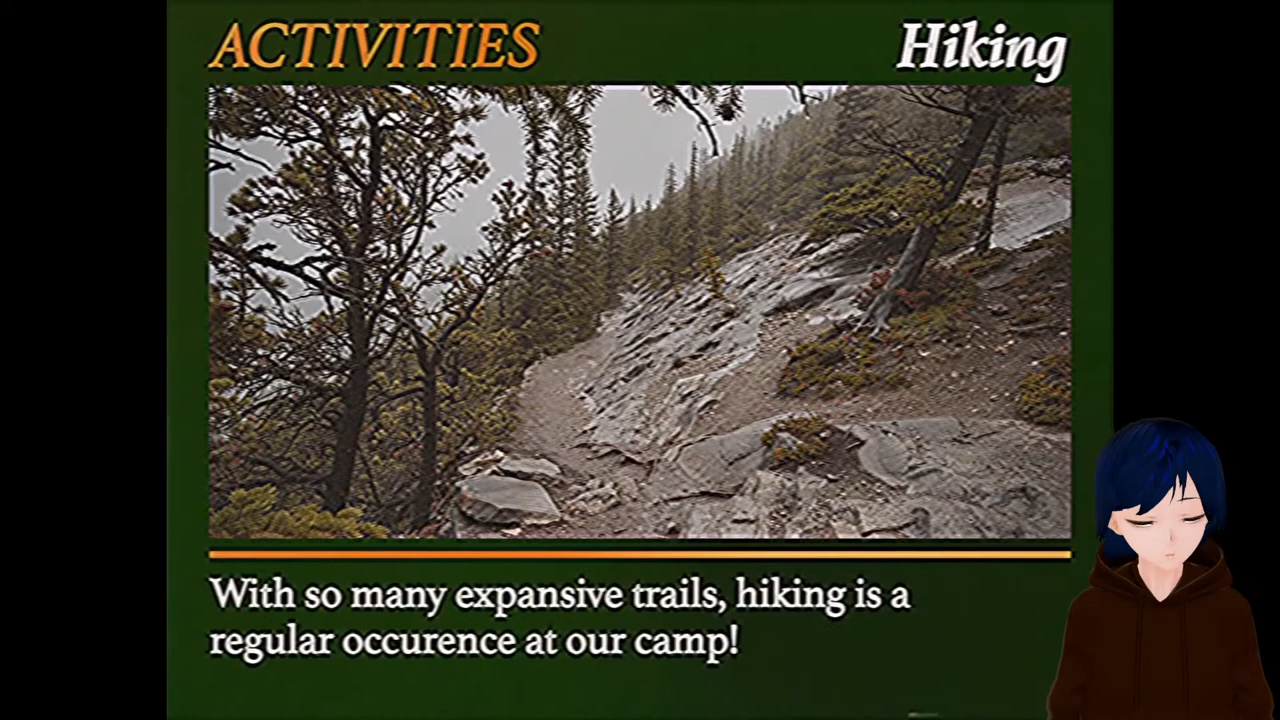 ACTIVITIES
Hiking
With so many expansive trails, hiking is a
regular occurence at our camp!